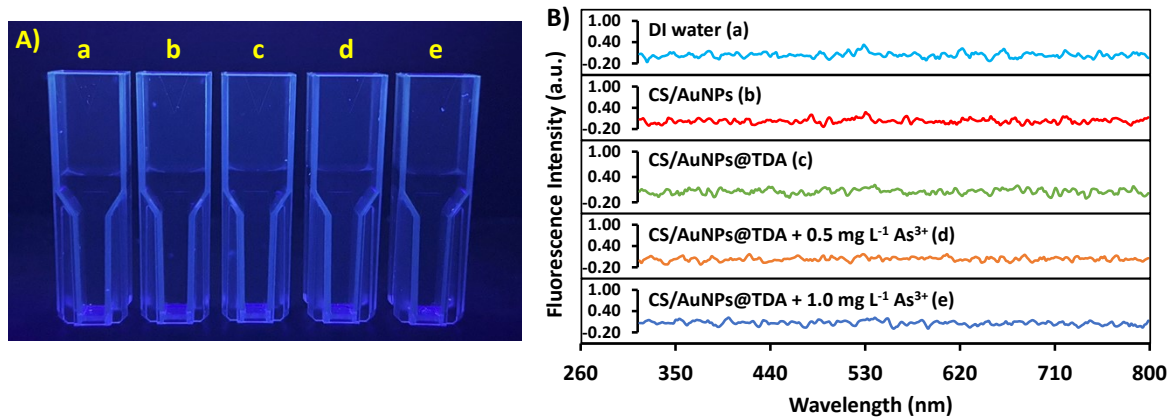 A)
a b c d e
B)
Fluorescence Intensity (a.u.)
1.00
0.40
-0.20
DI water (a)
1.00
0.40
-0.20
CS/AuNPs (b)
1.00
0.40
-0.20
CS/AuNPs@TDA (c)
1.00
0.40
-0.20
CS/AuNPs@TDA + 0.5 mg L⁻¹ As³⁺ (d)
1.00
0.40
-0.20
CS/AuNPs@TDA + 1.0 mg L⁻¹ As³⁺ (e)
260 350 440 530 620 710 800
Wavelength (nm)